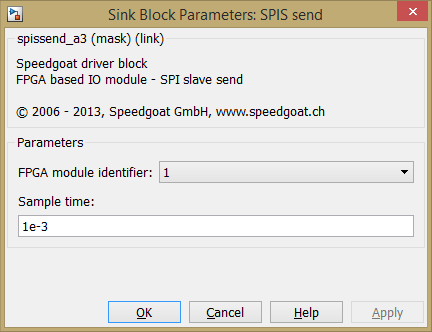 Sink Block Parameters: SPIS send
spissend_a3 (mask) (link)
Speedgoat driver block
FPGA based IO module - SPI slave send
© 2006 - 2013, Speedgoat GmbH, www.speedgoat.ch
Parameters
FPGA module identifier: 1
Sample time:
1e-3
OK Cancel Help Apply